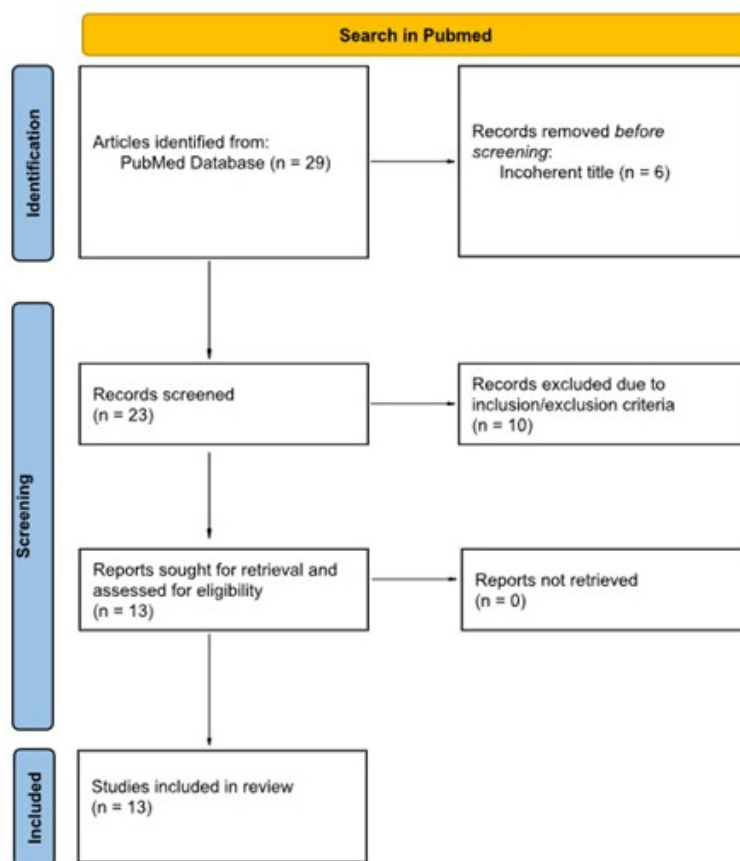 Search in Pubmed
Identification
Articles identified from:
PubMed Database (n = 29)
Records removed before
screening:
Incoherent title (n = 6)
Screening
Records screened
(n = 23)
Records excluded due to
inclusion/exclusion criteria
(n = 10)
Reports sought for retrieval and
assessed for eligibility
(n = 13)
Reports not retrieved
(n = 0)
Included
Studies included in review
(n = 13)